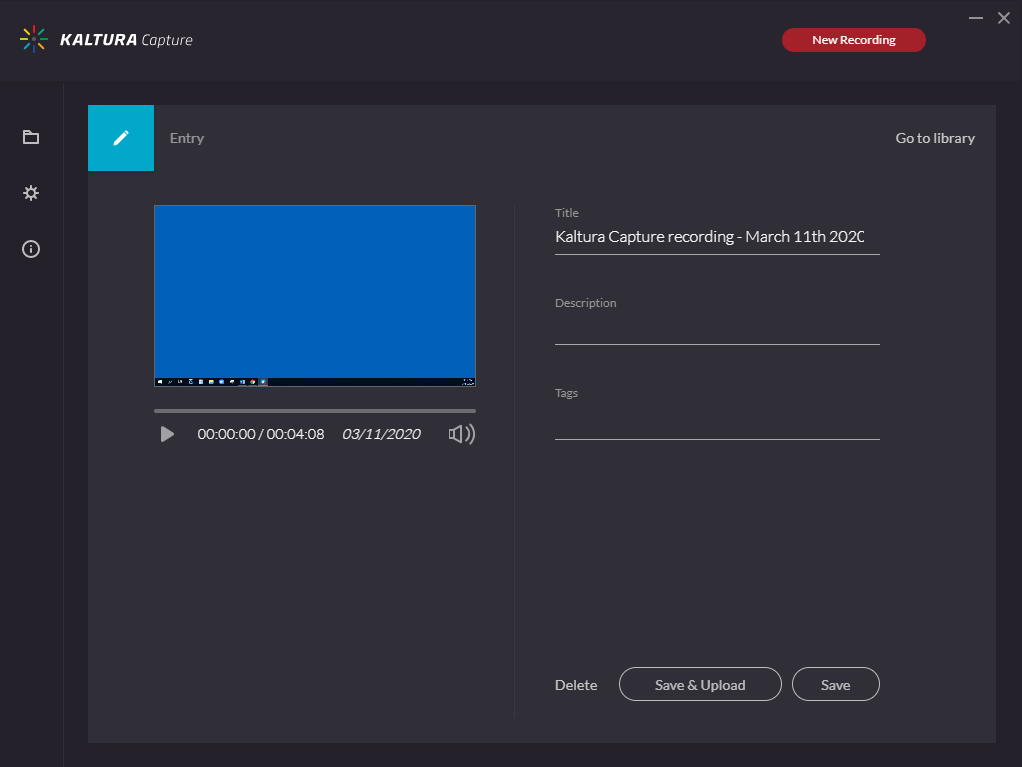 KALTURA Capture
New Recording
Entry
Go to library
Title
Kaltura Capture recording - March 11th 2020
Description
Tags
00:00:00 / 00:04:08 03/11/2020
Delete
Save & Upload
Save